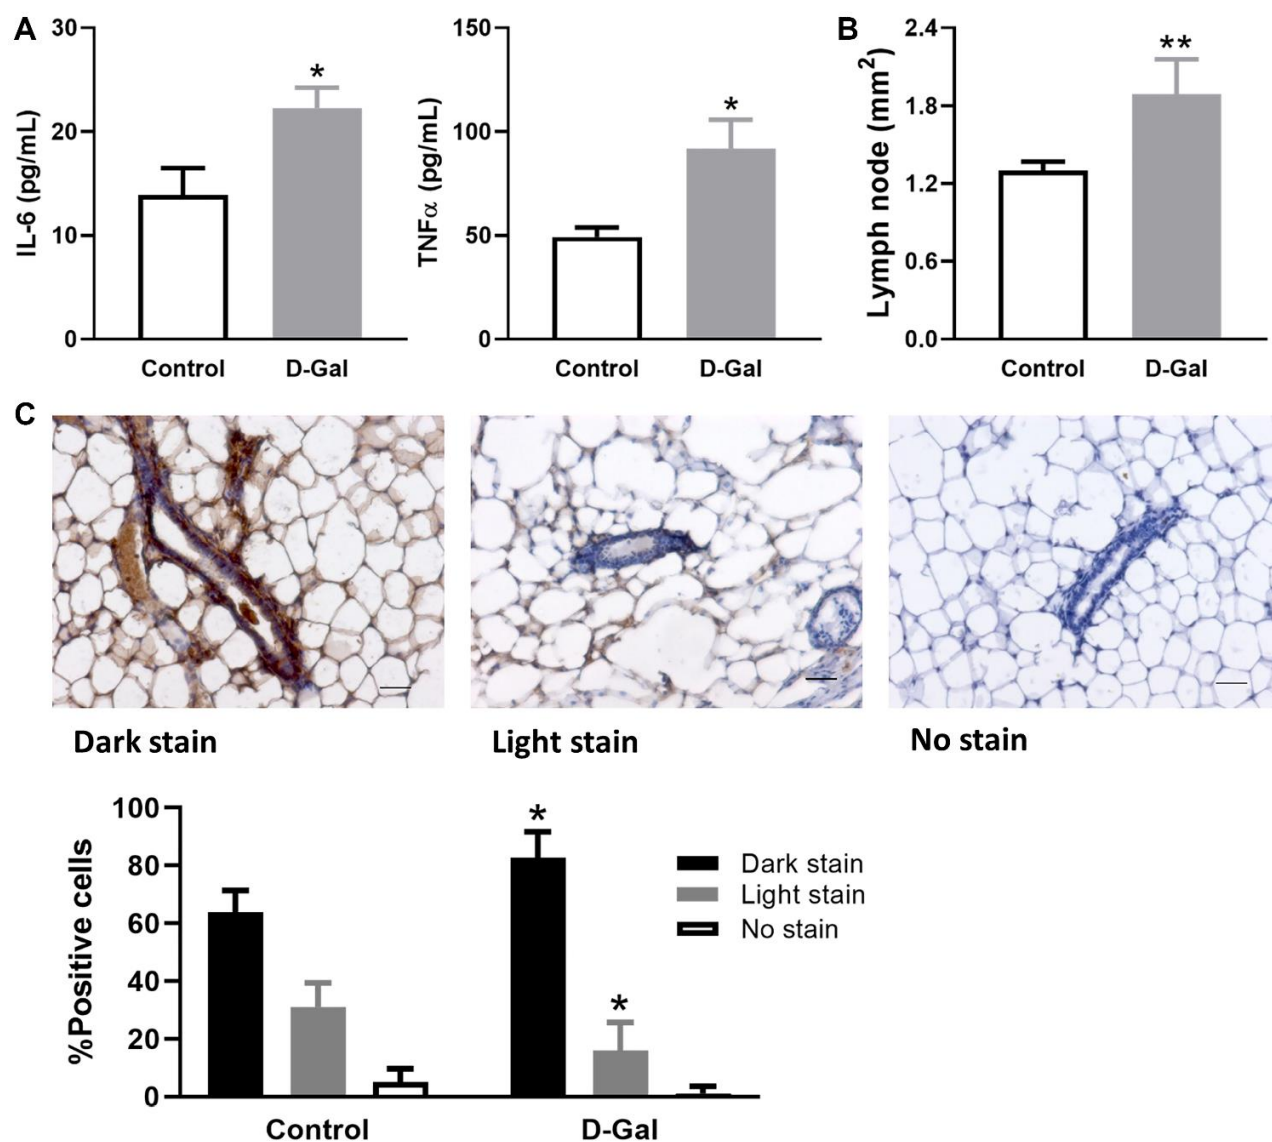 A
30
20
10
0
IL-6 (pg/mL)
*
Control
D-Gal
150
100
50
0
TNFα (pg/mL)
*
Control
D-Gal
B
2.4
1.8
1.2
0.6
0.0
Lymph node (mm²)
**
Control
D-Gal
C
Dark stain
Light stain
No stain
100
80
60
40
20
0
%Positive cells
*
*
Control
D-Gal
Dark stain
Light stain
No stain